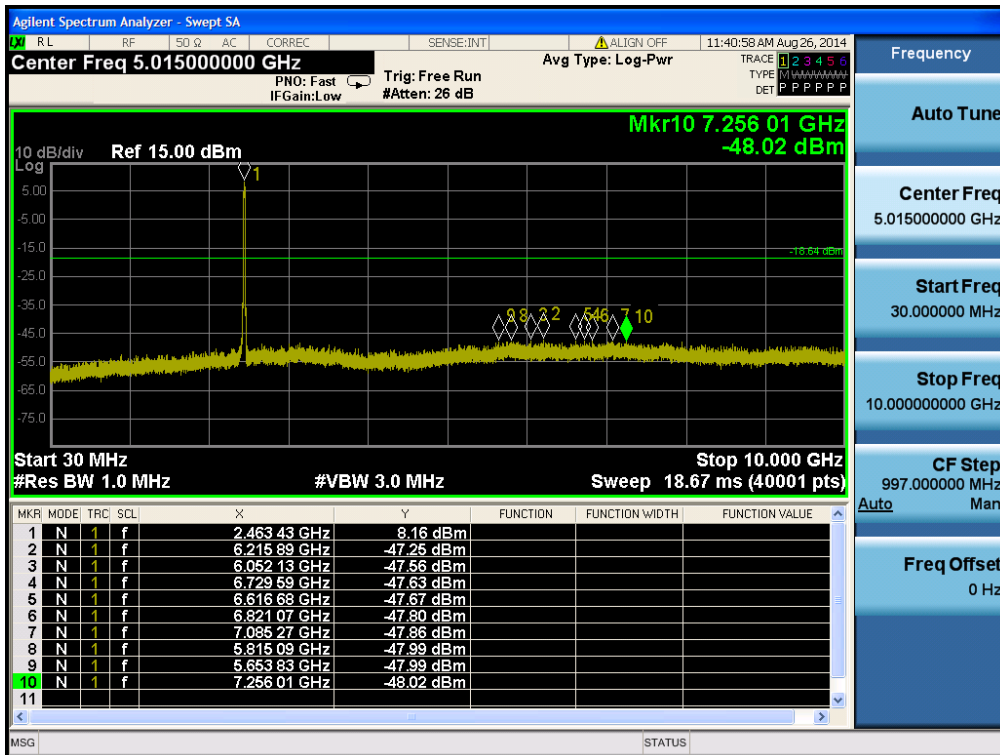 Agilent Spectrum Analyzer - Swept SA
LXI RL RF 50 Ω AC CORREC SENSE:INT ALIGN OFF 11:40:58 AM Aug 26, 2014
Center Freq 5.015000000 GHz
PNO: Fast
IFGain:Low
Trig: Free Run
#Atten: 26 dB
Avg Type: Log-Pwr
TRACE 1 2 3 4 5 6
TYPE M
DET P P P P P P
Mkr10 7.256 01 GHz
-48.02 dBm
10 dB/div Ref 15.00 dBm
Log
5.00
-5.00
-15.0
-25.0
-35.0
-45.0
-55.0
-65.0
-75.0
1
-18.64 dBm
9 8 3 2 5 4 6 7 10
Start 30 MHz Stop 10.000 GHz
#Res BW 1.0 MHz #VBW 3.0 MHz Sweep 18.67 ms (40001 pts)
MKR MODE TRC SCL X Y FUNCTION FUNCTION WIDTH FUNCTION VALUE
1 N 1 f 2.463 43 GHz 8.16 dBm
2 N 1 f 6.215 89 GHz -47.25 dBm
3 N 1 f 6.052 13 GHz -47.56 dBm
4 N 1 f 6.729 59 GHz -47.63 dBm
5 N 1 f 6.616 68 GHz -47.67 dBm
6 N 1 f 6.821 07 GHz -47.80 dBm
7 N 1 f 7.085 27 GHz -47.86 dBm
8 N 1 f 5.815 09 GHz -47.99 dBm
9 N 1 f 5.653 83 GHz -47.99 dBm
10 N 1 f 7.256 01 GHz -48.02 dBm
11
MSG STATUS
Frequency
Auto Tune
Center Freq
5.015000000 GHz
Start Freq
30.000000 MHz
Stop Freq
10.000000000 GHz
CF Step
997.000000 MHz
Auto Man
Freq Offset
0 Hz